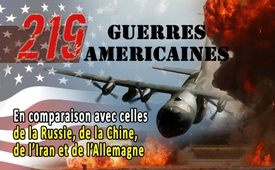 219 GUERRES
AMERICAINES
En comparaison avec celles
de la Russie, de la Chine,
de l'Iran et de l'Allemagne